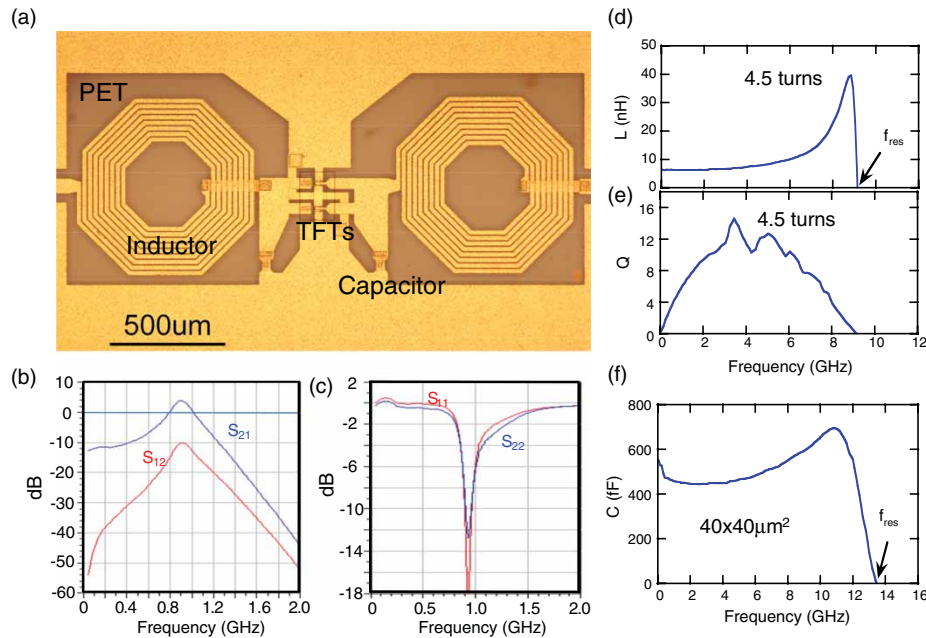 (a)
PET
Inductor
TFTs
Capacitor
500um
(b)
10
0
-10
-20
-30
-40
-50
-60
dB
S21
S12
0
0.4
0.8
1.2
1.6
2.0
Frequency (GHz)
(c)
2
-2
-6
-10
-14
-18
dB
S11
S22
0
0.5
1.0
1.5
2.0
Frequency (GHz)
(d)
50
40
30
20
10
0
L (nH)
4.5 turns
fres
(e)
16
12
8
4
0
Q
4.5 turns
0 2 4 6 8 10 12
Frequency (GHz)
(f)
800
600
400
200
0
C (fF)
40x40μm²
fres
0 2 4 6 8 10 12 14 16
Frequency (GHz)